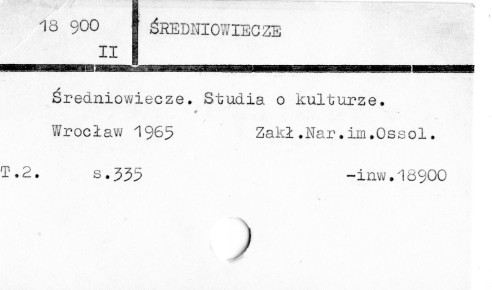 18 900 ŚREDNIOWIECZE
II
Średniowiecze. Studia o kulturze.
Wrocław 1965 Zakł.Nar.im.Ossol.
T.2. s.335 -inw.18900